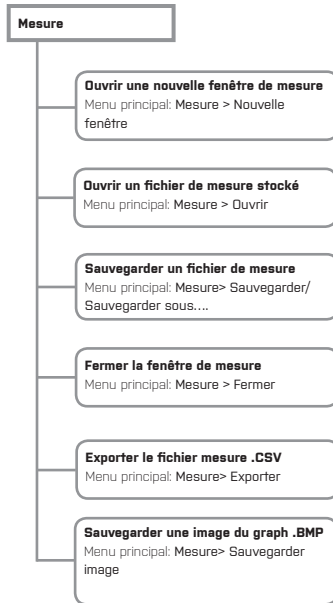 Mesure
Ouvrir une nouvelle fenêtre de mesure
Menu principal: Mesure > Nouvelle
fenêtre
Ouvrir un fichier de mesure stocké
Menu principal: Mesure > Ouvrir
Sauvegarder un fichier de mesure
Menu principal: Mesure> Sauvegarder/
Sauvegarder sous....
Fermer la fenêtre de mesure
Menu principal: Mesure > Fermer
Exporter le fichier mesure .CSV
Menu principal: Mesure> Exporter
Sauvegarder une image du graph .BMP
Menu principal: Mesure> Sauvegarder
image